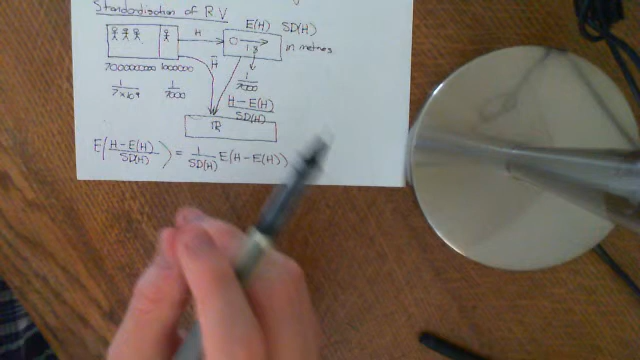 Standardisation of R.V
H E(H) SD(H)
0 1.8 in metres
7000000000 1000000 H̄
1/7×10⁹ 1/7000 1/7000
H-E(H)/SD(H)
ℝ
E(H-E(H)/SD(H)) = 1/SD(H) E(H-E(H))